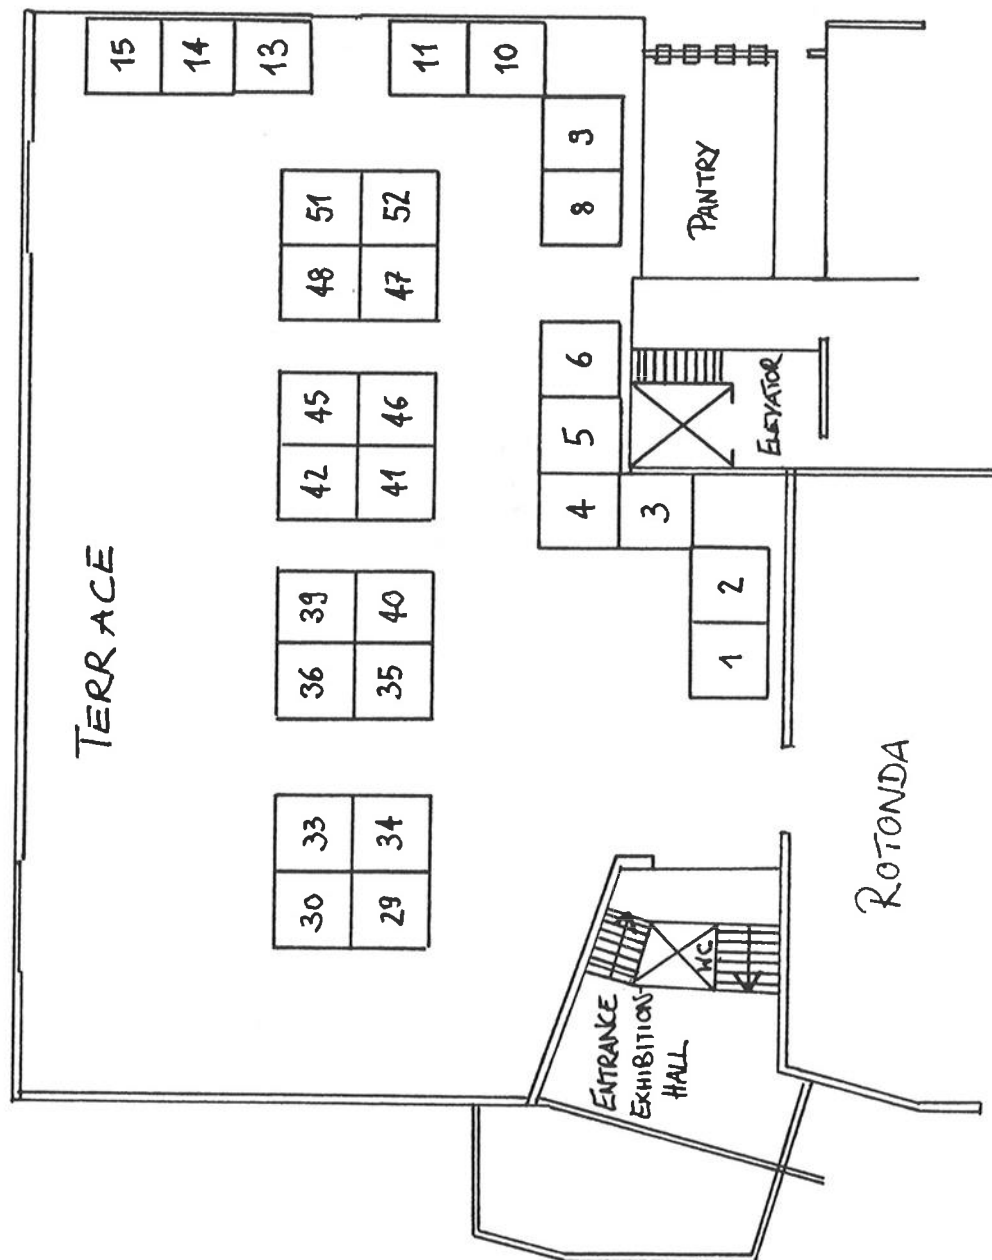 TERRACE
15
14
13
30 33 36 39 42 45 48 51
29 34 35 40 41 46 47 52
11
10
4 5 6 8 9
ENTRANCE
EXHIBITION-
HALL
3
WC
PANTRY
1 2
ELEVATOR
ROTONDA